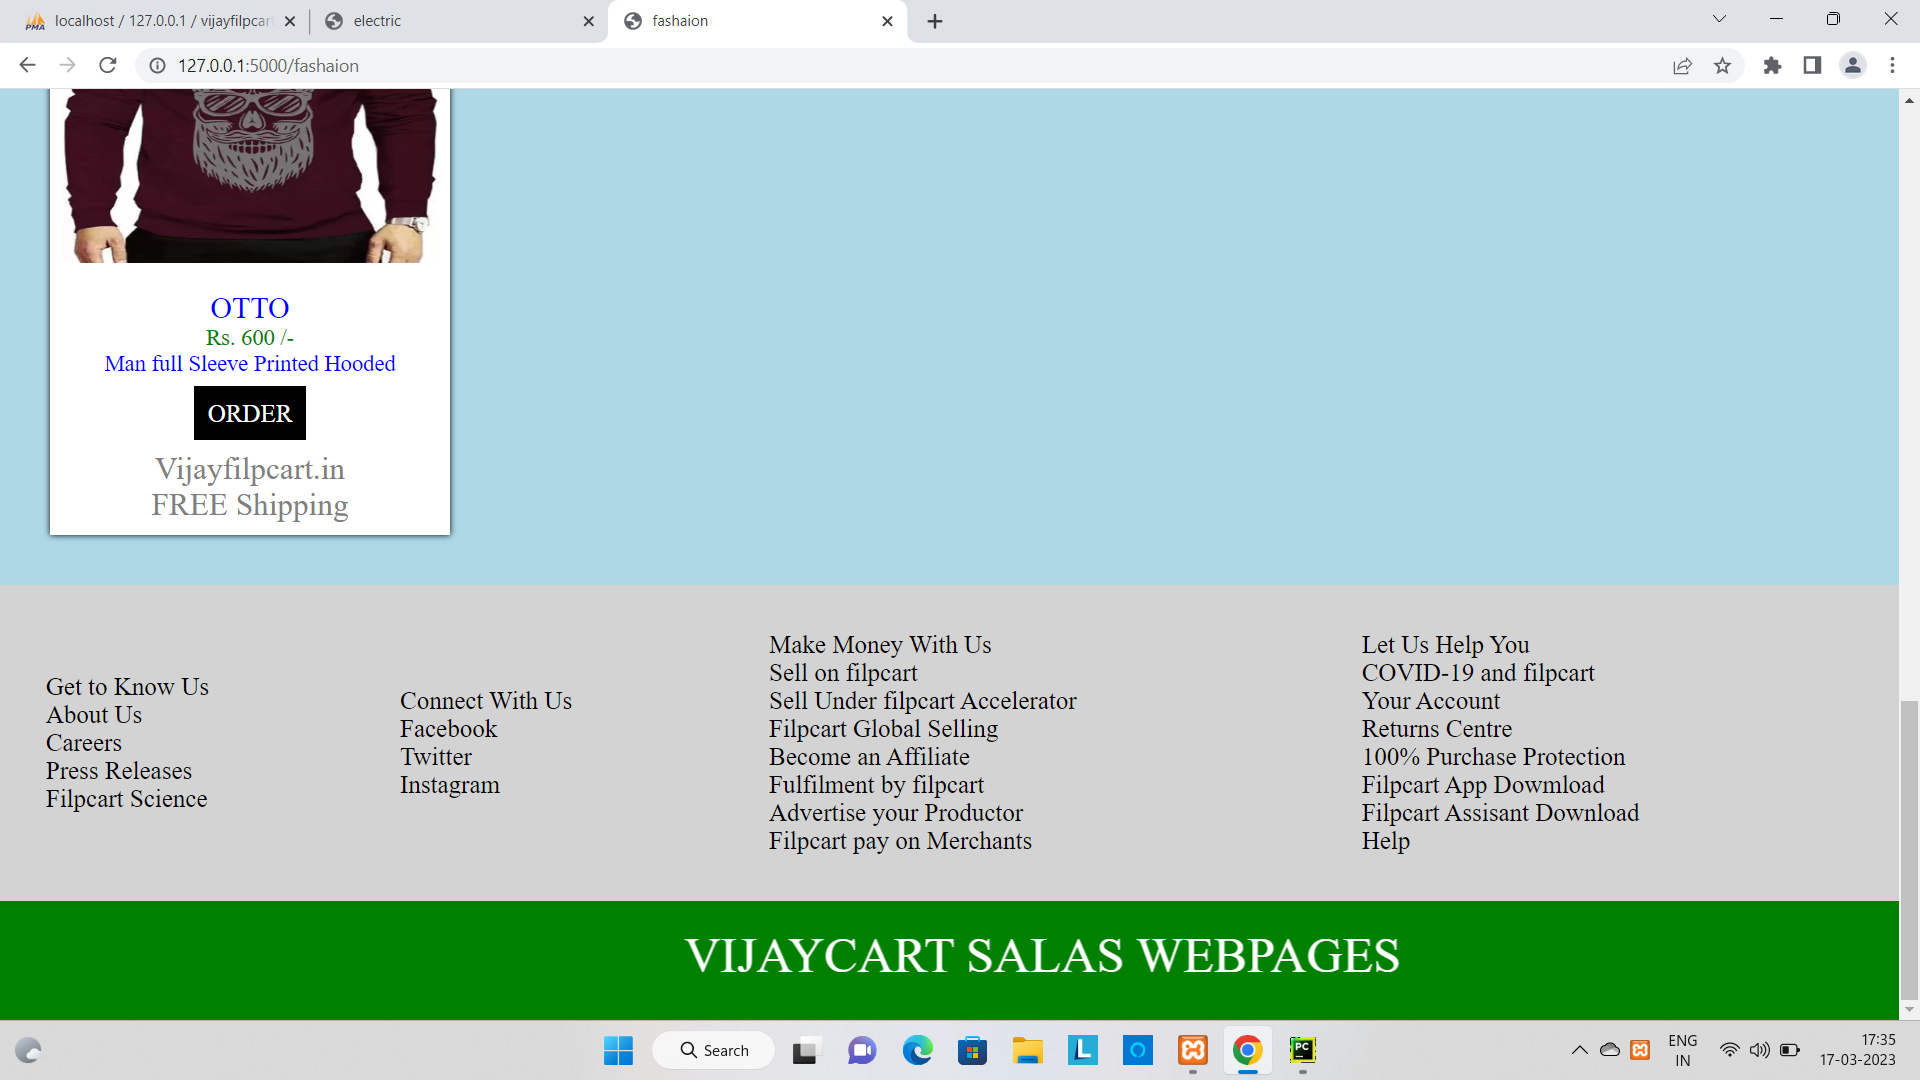 PMA
localhost / 127.0.0.1 / vijayfilpcar
electric
fashaion
127.0.0.1:5000/fashaion
OTTO
Rs. 600 /-
Man full Sleeve Printed Hooded
ORDER
Vijayfilpcart.in
FREE Shipping
Get to Know Us
About Us
Careers
Press Releases
Filpcart Science
Connect With Us
Facebook
Twitter
Instagram
Make Money With Us
Sell on filpcart
Sell Under filpcart Accelerator
Filpcart Global Selling
Become an Affiliate
Fulfilment by filpcart
Advertise your Productor
Filpcart pay on Merchants
Let Us Help You
COVID-19 and filpcart
Your Account
Returns Centre
100% Purchase Protection
Filpcart App Dowmload
Filpcart Assisant Download
Help
VIJAYCART SALAS WEBPAGES
Search
L
PC
ENG
IN
17:35
17-03-2023